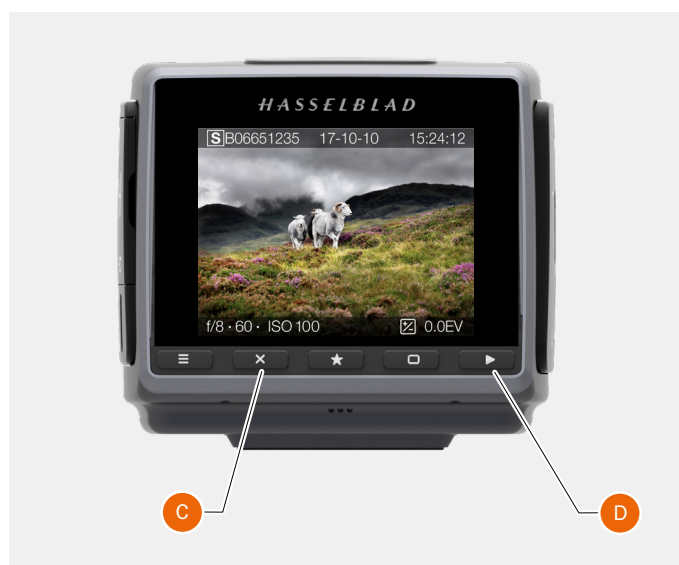 HASSELBLAD
S B06651235 17-10-10 15:24:12
f/8 · 60 · ISO 100 0.0EV
C
D